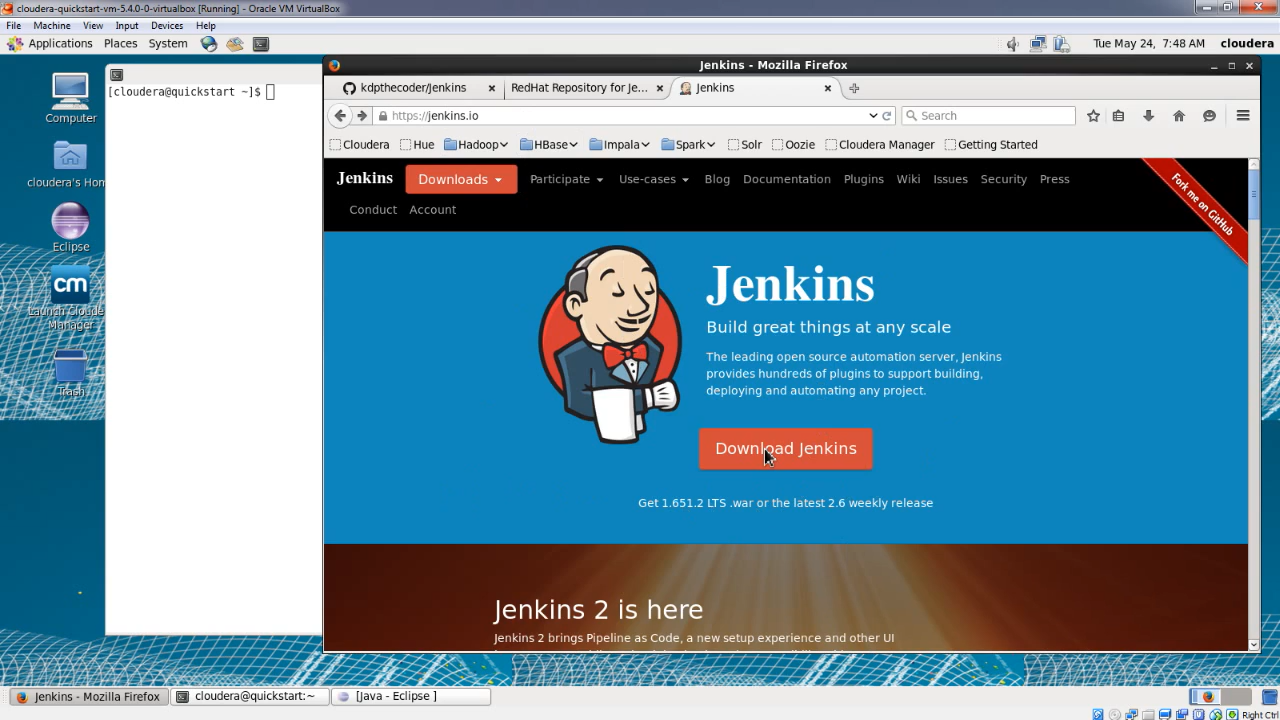 cloudera-quickstart-vm-5.4.0-0-virtualbox [Running] - Oracle VM VirtualBox
File Machine View Input Devices Help
Applications Places System Tue May 24, 7:48 AM cloudera
Computer
cloudera's Hom
Eclipse
cm
Launch Cloude
Manager
Trash
[cloudera@quickstart ~]$
Jenkins - Mozilla Firefox
kdpthecoder/Jenkins RedHat Repository for Je... Jenkins
https://jenkins.io Search
Cloudera Hue Hadoop HBase Impala Spark Solr Oozie Cloudera Manager Getting Started
Jenkins Downloads Participate Use-cases Blog Documentation Plugins Wiki Issues Security Press
Conduct Account
Fork me on GitHub
Jenkins
Build great things at any scale
The leading open source automation server, Jenkins
provides hundreds of plugins to support building,
deploying and automating any project.
Download Jenkins
Get 1.651.2 LTS .war or the latest 2.6 weekly release
Jenkins 2 is here
Jenkins 2 brings Pipeline as Code, a new setup experience and other UI
Jenkins - Mozilla Firefox cloudera@quickstart:~ [Java - Eclipse ]
Right Ctrl